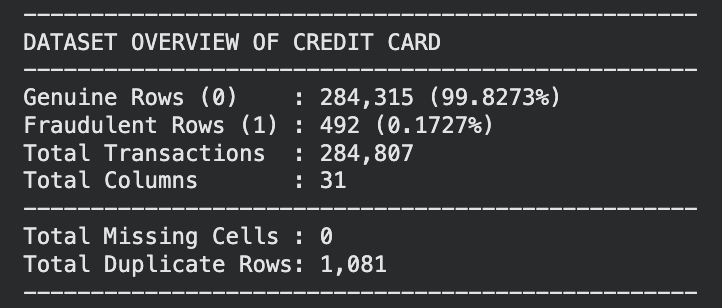 --------------------------------------------------
DATASET OVERVIEW OF CREDIT CARD
--------------------------------------------------
Genuine Rows (0)    : 284,315 (99.8273%)
Fraudulent Rows (1) : 492 (0.1727%)
Total Transactions  : 284,807
Total Columns       : 31
--------------------------------------------------
Total Missing Cells : 0
Total Duplicate Rows: 1,081
--------------------------------------------------